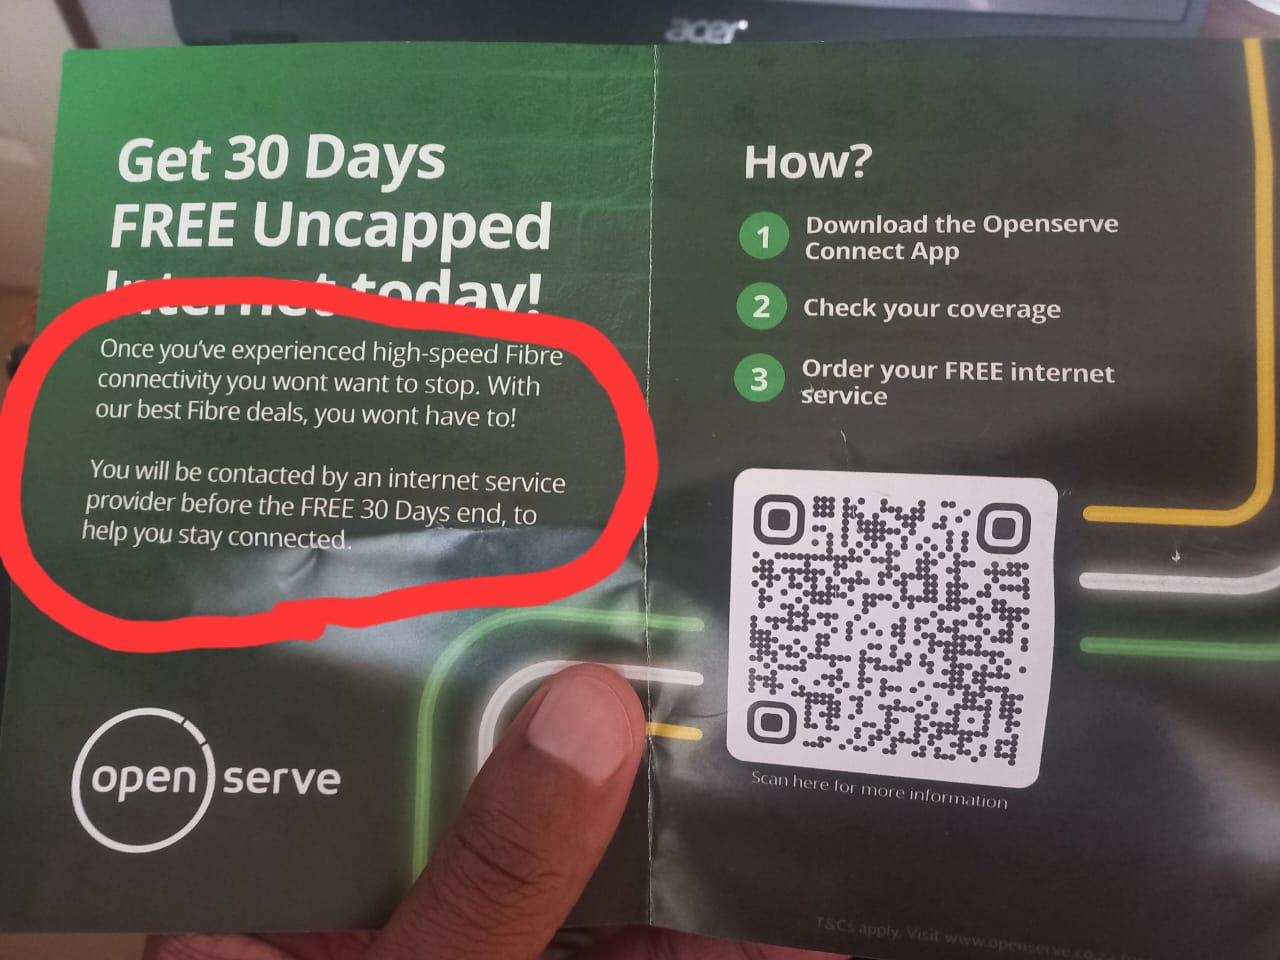 acer
Get 30 Days
FREE Uncapped
Internet today!
Once you've experienced high-speed Fibre
connectivity you wont want to stop. With
our best Fibre deals, you wont have to!
You will be contacted by an internet service
provider before the FREE 30 Days end, to
help you stay connected.
open serve
How?
1 Download the Openserve
Connect App
2 Check your coverage
3 Order your FREE internet
service
Scan here for more information
T&Cs apply. Visit www.openserve.co.za